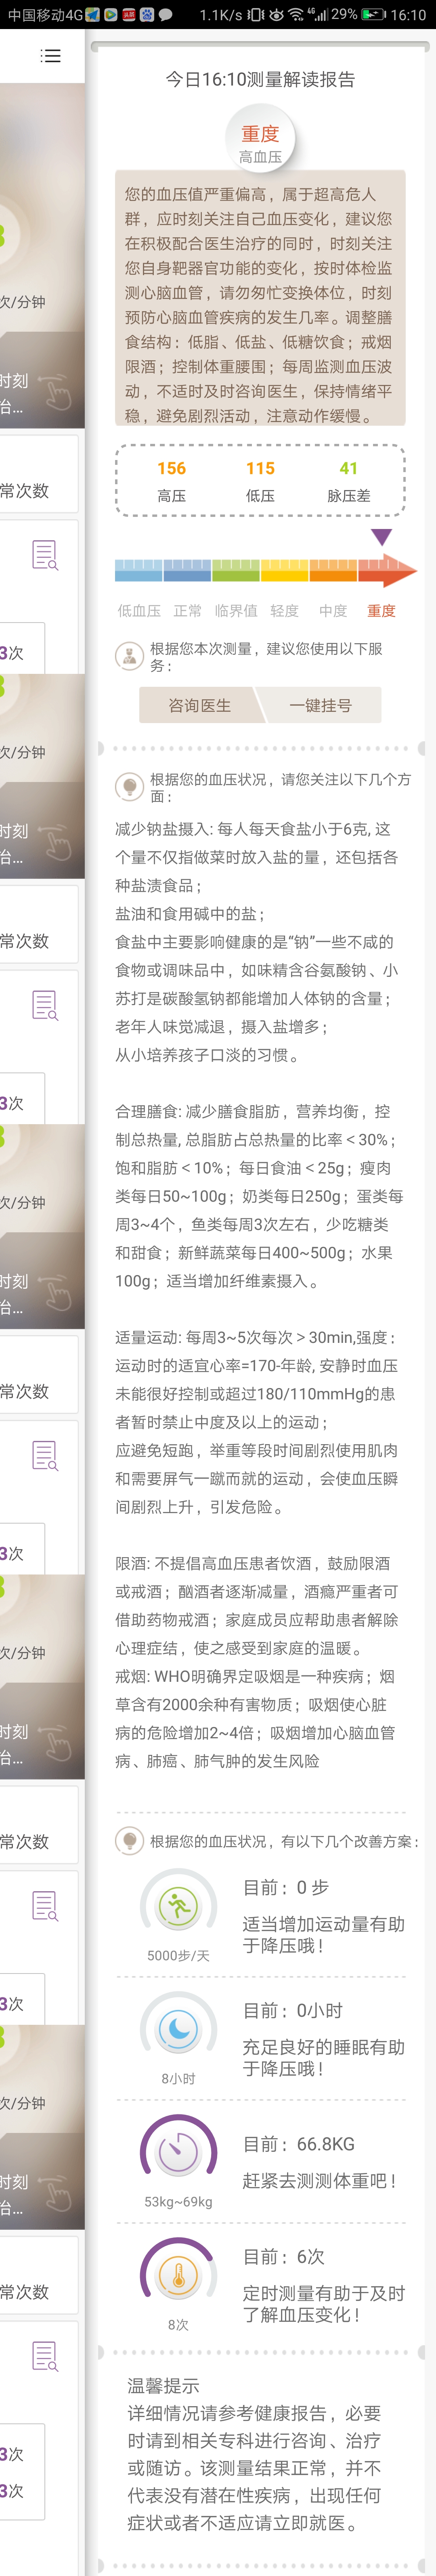 中国移动4G 1.1K/s 46 29% 16:10
今日16:10测量解读报告
重度
高血压
您的血压值严重偏高，属于超高危人
群，应时刻关注自己血压变化，建议您
在积极配合医生治疗的同时，时刻关注
您自身靶器官功能的变化，按时体检监
测心脑血管，请勿匆忙变换体位，时刻
预防心脑血管疾病的发生几率。调整膳
食结构：低脂、低盐、低糖饮食；戒烟
限酒；控制体重腰围；每周监测血压波
动，不适时及时咨询医生，保持情绪平
稳，避免剧烈活动，注意动作缓慢。
156 115 41
高压 低压 脉压差
低血压 正常 临界值 轻度 中度 重度
根据您本次测量，建议您使用以下服
务：
咨询医生 一键挂号
根据您的血压状况，请您关注以下几个方
面：
减少钠盐摄入: 每人每天食盐小于6克, 这
个量不仅指做菜时放入盐的量，还包括各
种盐渍食品；
盐油和食用碱中的盐；
食盐中主要影响健康的是“钠”一些不咸的
食物或调味品中，如味精含谷氨酸钠、小
苏打是碳酸氢钠都能增加人体钠的含量；
老年人味觉减退，摄入盐增多；
从小培养孩子口淡的习惯。
合理膳食: 减少膳食脂肪，营养均衡，控
制总热量, 总脂肪占总热量的比率＜30%；
饱和脂肪＜10%；每日食油＜25g；瘦肉
类每日50~100g；奶类每日250g；蛋类每
周3~4个，鱼类每周3次左右，少吃糖类
和甜食；新鲜蔬菜每日400~500g；水果
100g；适当增加纤维素摄入。
适量运动: 每周3~5次每次＞30min,强度：
运动时的适宜心率=170-年龄, 安静时血压
未能很好控制或超过180/110mmHg的患
者暂时禁止中度及以上的运动；
应避免短跑，举重等段时间剧烈使用肌肉
和需要屏气一蹴而就的运动，会使血压瞬
间剧烈上升，引发危险。
限酒: 不提倡高血压患者饮酒，鼓励限酒
或戒酒；酗酒者逐渐减量，酒瘾严重者可
借助药物戒酒；家庭成员应帮助患者解除
心理症结，使之感受到家庭的温暖。
戒烟: WHO明确界定吸烟是一种疾病；烟
草含有2000余种有害物质；吸烟使心脏
病的危险增加2~4倍；吸烟增加心脑血管
病、肺癌、肺气肿的发生风险
根据您的血压状况，有以下几个改善方案：
目前：0 步
适当增加运动量有助
于降压哦！
5000步/天
目前：0小时
充足良好的睡眠有助
于降压哦！
8小时
目前：66.8KG
赶紧去测测体重吧！
53kg~69kg
目前：6次
定时测量有助于及时
了解血压变化！
8次
温馨提示
详细情况请参考健康报告，必要
时请到相关专科进行咨询、治疗
或随访。该测量结果正常，并不
代表没有潜在性疾病，出现任何
症状或者不适应请立即就医。
次/分钟
时刻
常次数
3次
次/分钟
时刻
常次数
3次
次/分钟
时刻
常次数
3次
次/分钟
时刻
常次数
3次
次/分钟
时刻
常次数
3次
3次